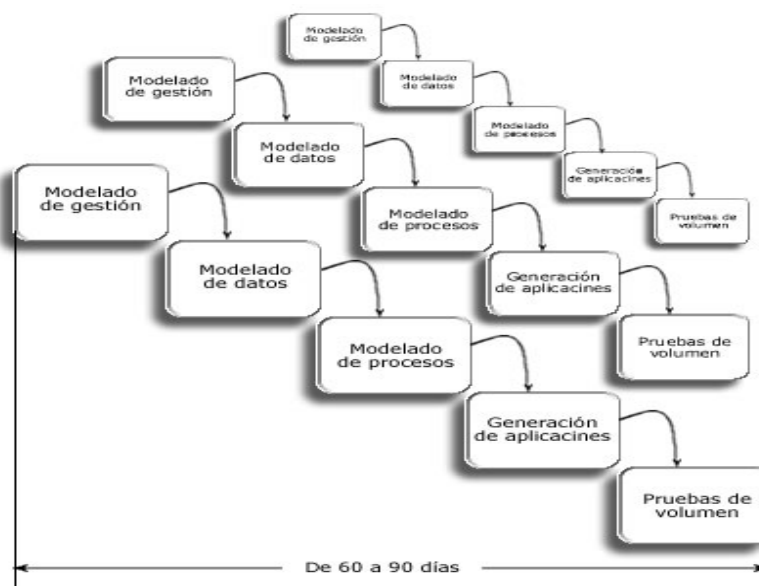 Modelado
de gestión
Modelado
de datos
Modelado
de procesos
Generación
de aplicacines
Pruebas de
volumen
Modelado
de gestión
Modelado
de datos
Modelado
de procesos
Generación
de aplicacines
Pruebas de
volumen
Modelado
de gestión
Modelado
de datos
Modelado
de procesos
Generación
de aplicacines
Pruebas de
volumen
De 60 a 90 días